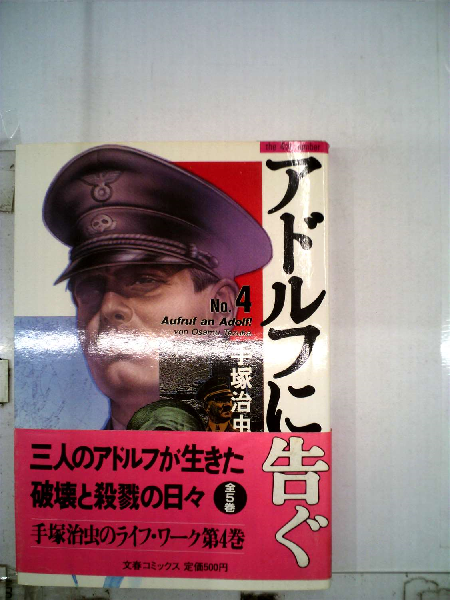 アドルフに告ぐ
No.4
Aufruf an Adolf!
von Osamu Tezuka
手塚治虫
三人のアドルフが生きた
破壊と殺戮の日々
全5巻
手塚治虫のライフ・ワーク第4巻
文春コミックス 定価500円